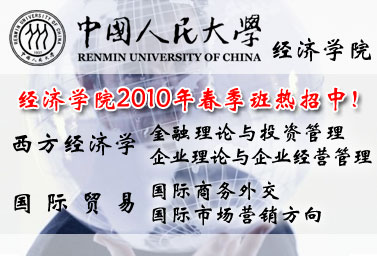 中國人民大學
RENMIN UNIVERSITY OF CHINA
经济学院
经济学院2010年春季班热招中!
西方经济学
金融理论与投资管理
企业理论与企业经营管理
国际贸易
国际商务外交
国际市场营销方向